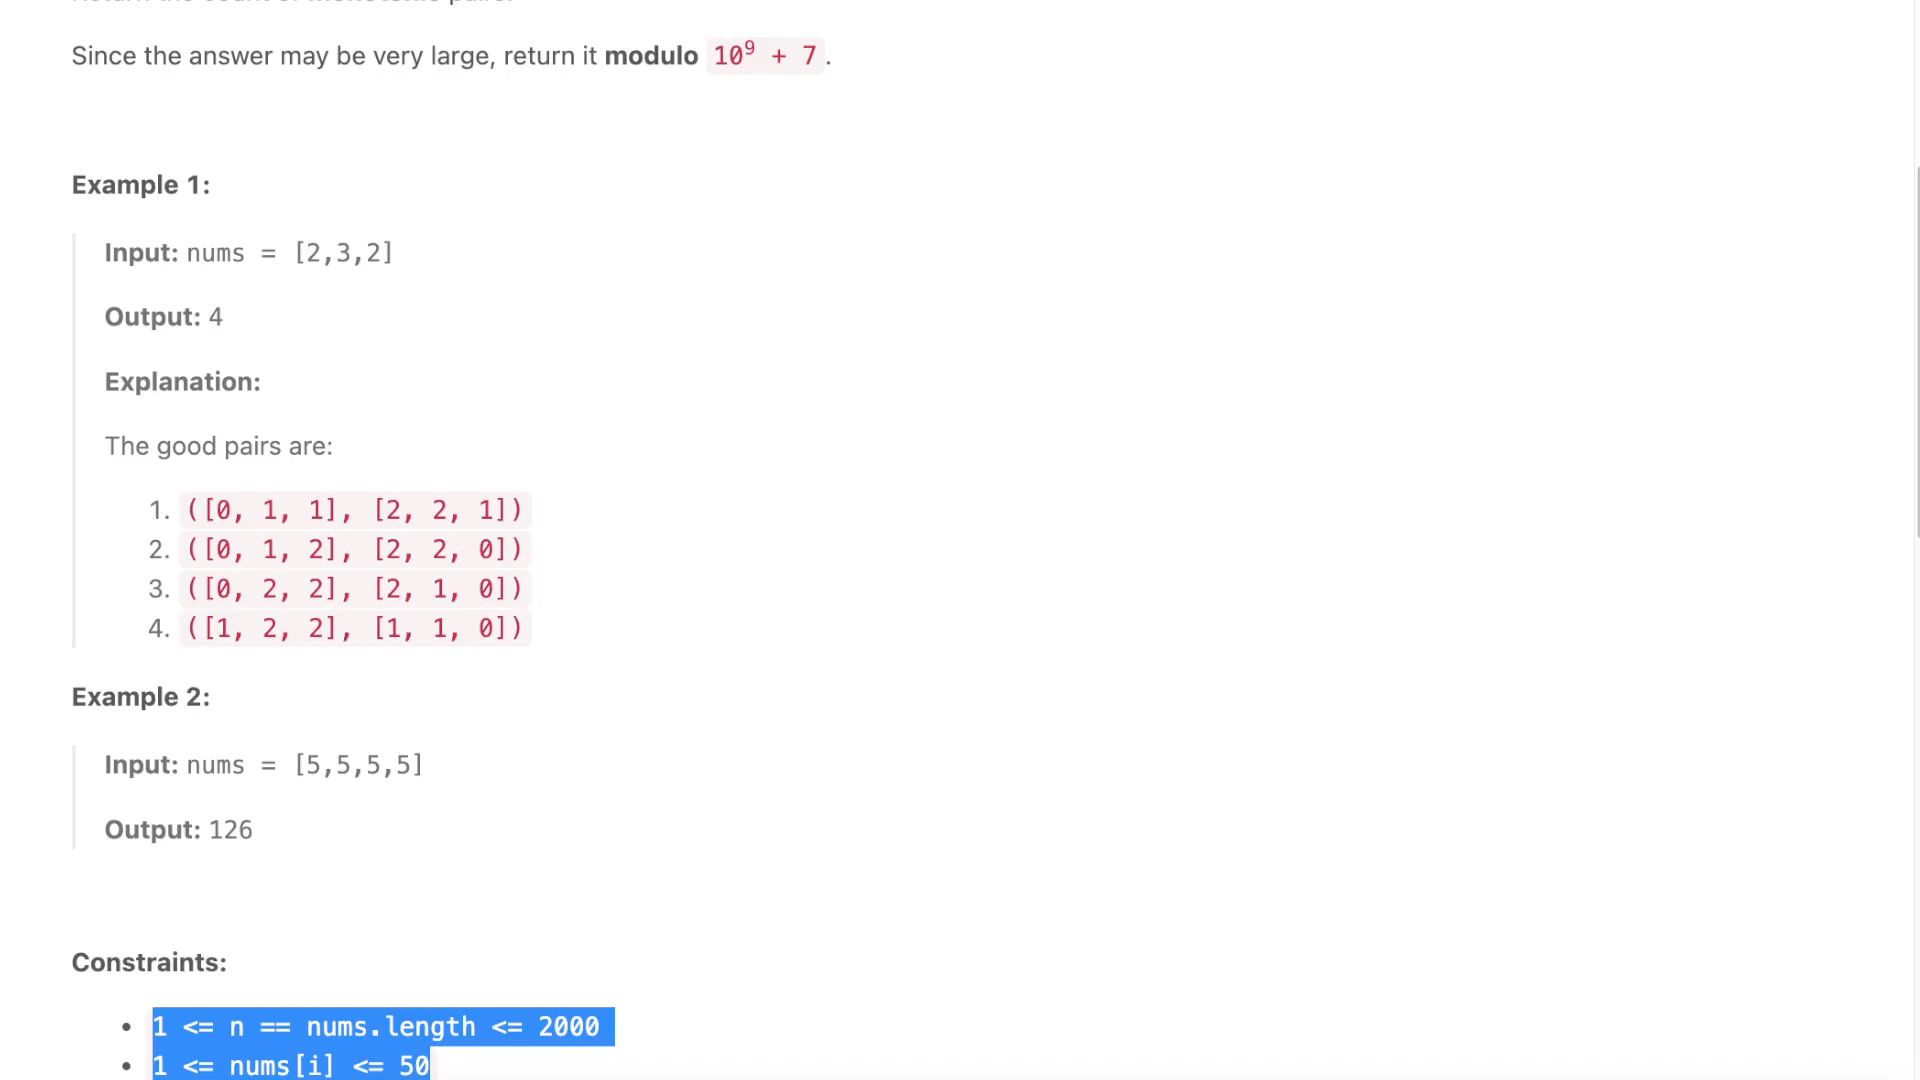 Since the answer may be very large, return it modulo 10⁹ + 7.
Example 1:
Input: nums = [2,3,2]
Output: 4
Explanation:
The good pairs are:
1. ([0, 1, 1], [2, 2, 1])
2. ([0, 1, 2], [2, 2, 0])
3. ([0, 2, 2], [2, 1, 0])
4. ([1, 2, 2], [1, 1, 0])
Example 2:
Input: nums = [5,5,5,5]
Output: 126
Constraints:
• 1 <= n == nums.length <= 2000
• 1 <= nums[i] <= 50